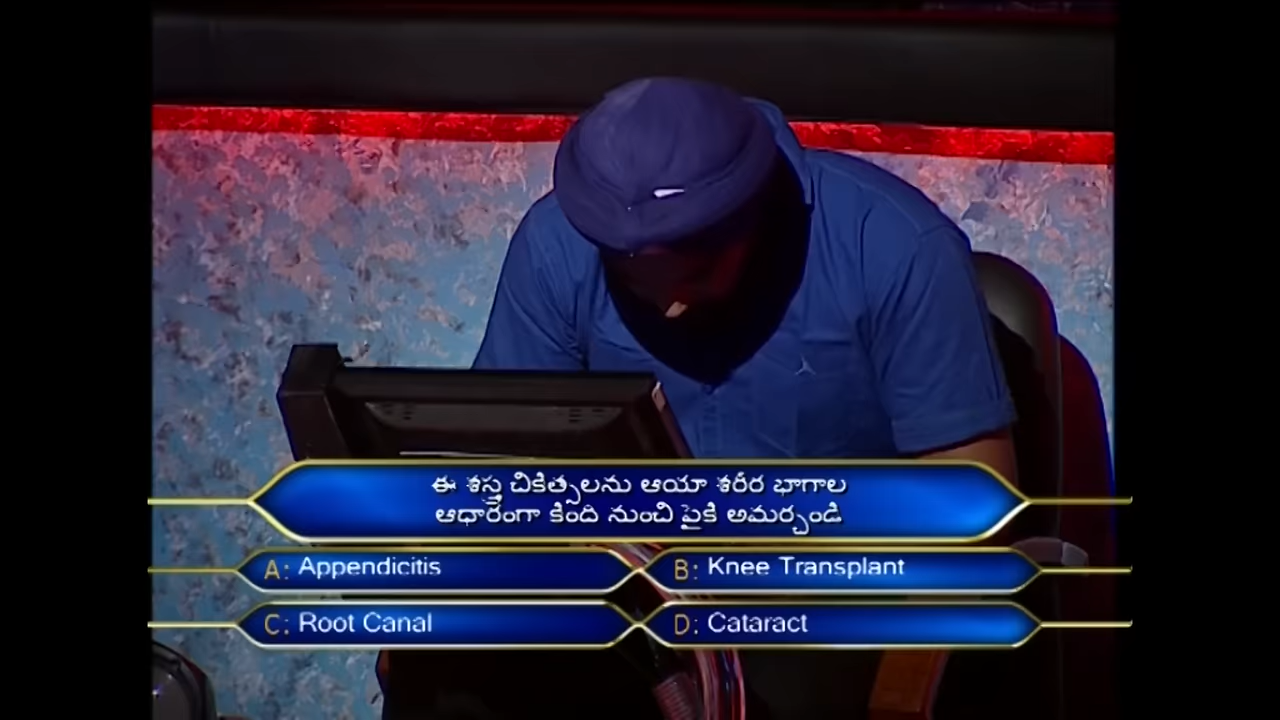 ఈ శస్త్ర చికిత్సలను ఆయా శరీర భాగాల
ఆధారంగా కింది నుంచి పైకి అమర్చండి
A: Appendicitis
B: Knee Transplant
C: Root Canal
D: Cataract